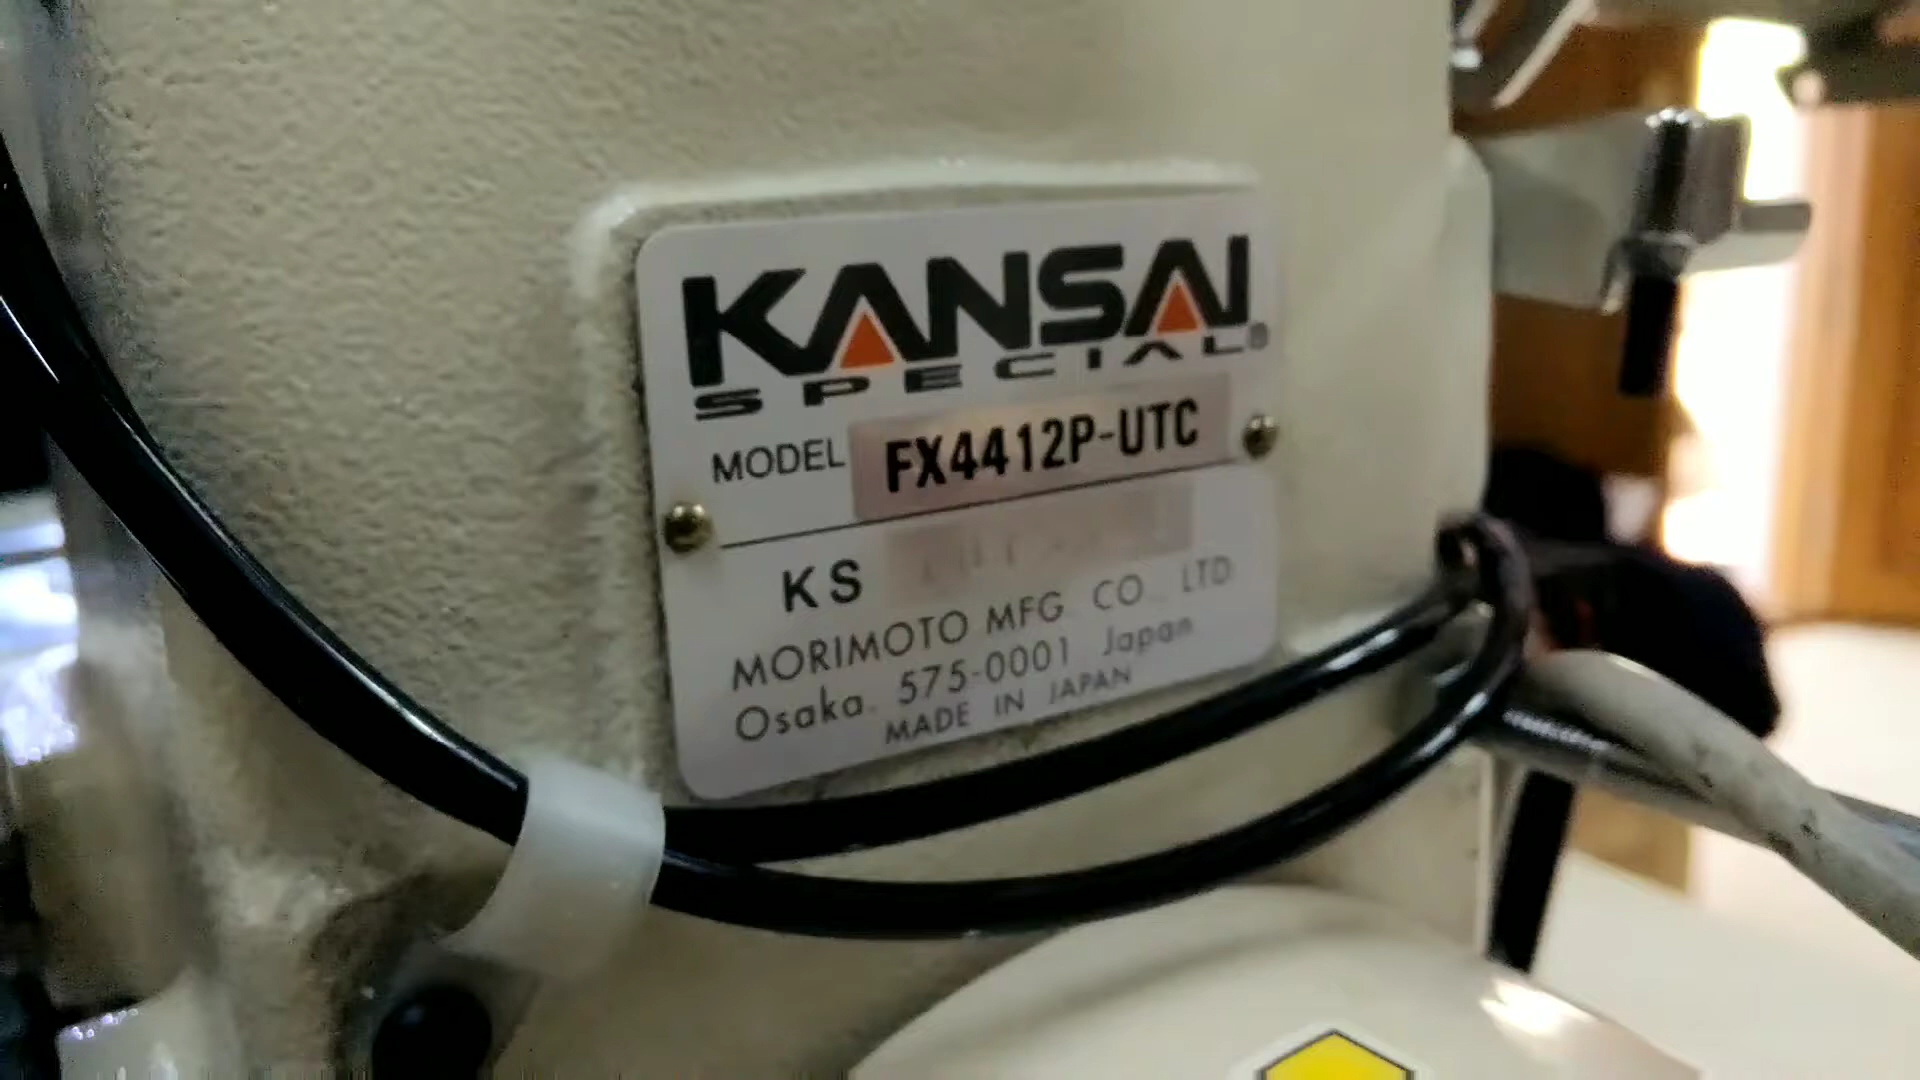 KANSAI
SPECIAL®
MODEL FX4412P-UTC
KS
MORIMOTO MFG. CO., LTD
Osaka. 575-0001 Japan
MADE IN JAPAN